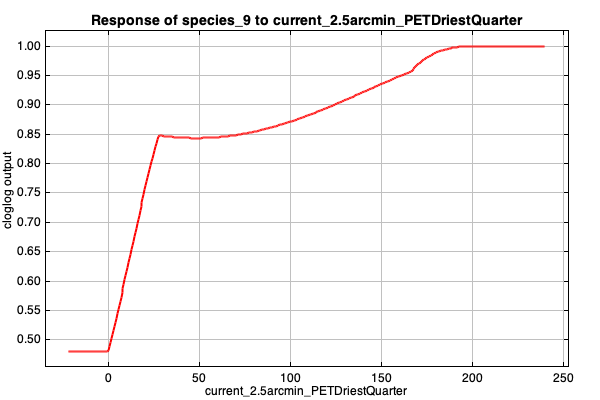 Response of species_9 to current_2.5arcmin_PETDriestQuarter
1.00
0.95
0.90
0.85
0.80
0.75
0.70
0.65
0.60
0.55
0.50
cloglog output
0 50 100 150 200 250
current_2.5arcmin_PETDriestQuarter